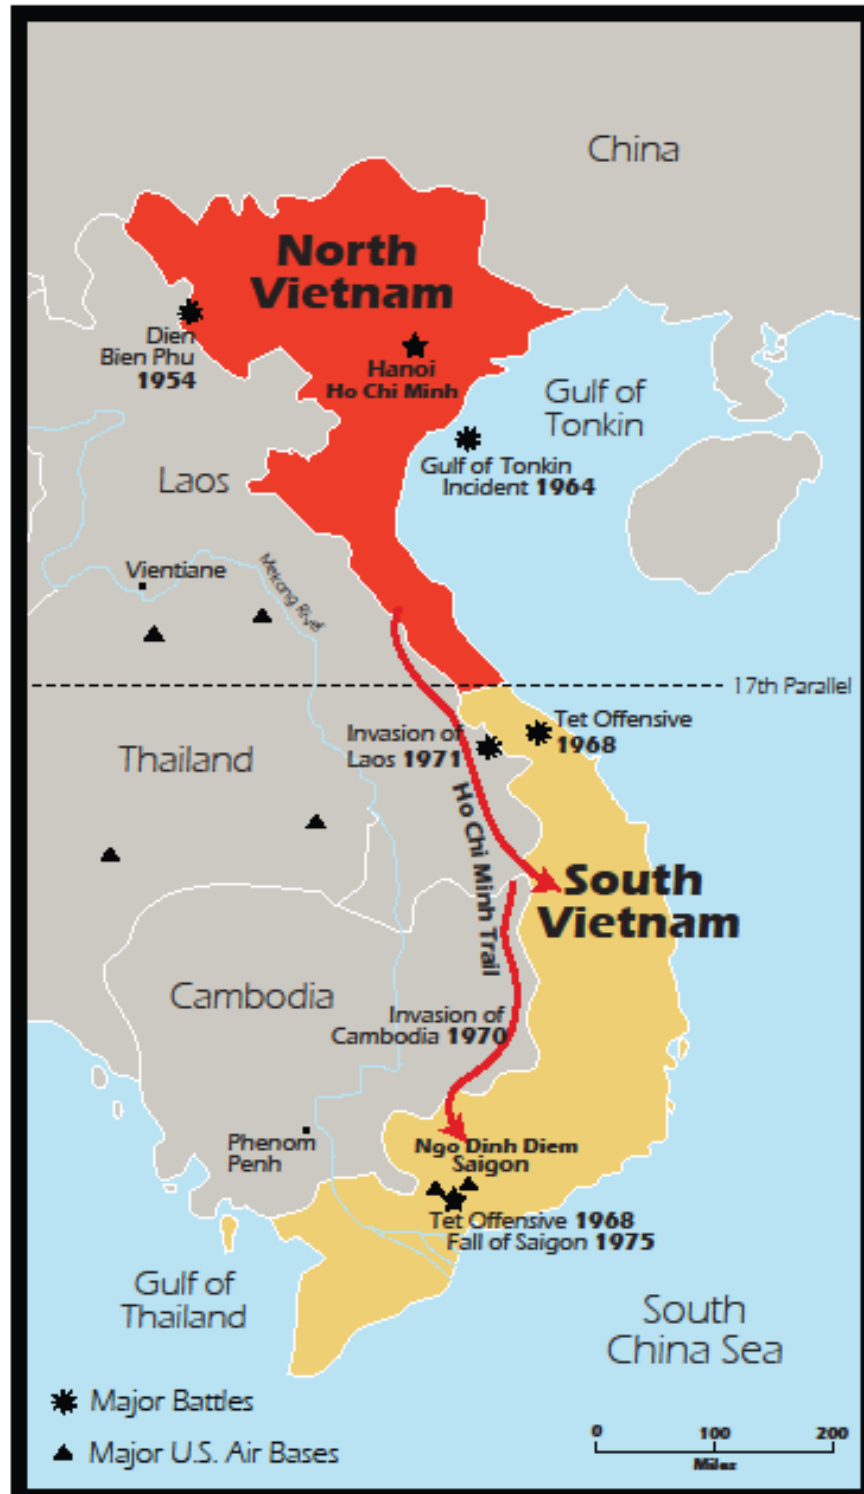 China
North
Vietnam
Dien
Bien Phu
1954
Hanoi
Ho Chi Minh
Gulf of
Tonkin
Gulf of Tonkin
Incident 1964
Laos
Vientiane
Mekong River
17th Parallel
Invasion of
Laos 1971
Tet Offensive
1968
Thailand
Ho Chi Minh Trail
South
Vietnam
Cambodia
Invasion of
Cambodia 1970
Phenom
Penh
Ngo Dinh Diem
Saigon
Tet Offensive 1968
Fall of Saigon 1975
Gulf of
Thailand
South
China Sea
Major Battles
Major U.S. Air Bases
0 100 200
Miles